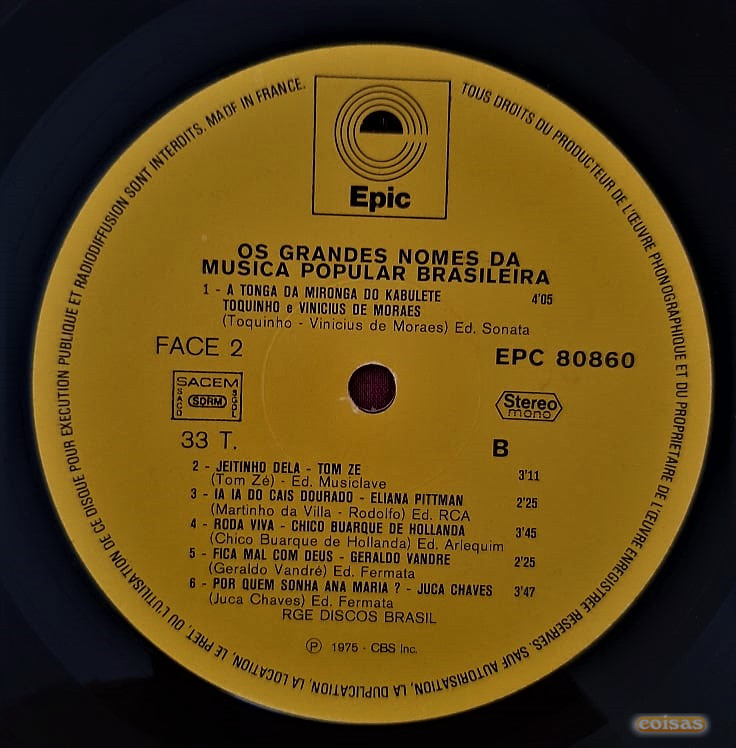 TOUS DROITS DU PRODUCTEUR DE L'ŒUVRE PHONOGRAPHIQUE ET DU PROPRIETAIRE DE L'ŒUVRE ENREGISTREE RESERVES. SAUF AUTORISATION, LA DUPLICATION, LA LOCATION, LE PRET, OU L'UTILISATION DE CE DISQUE POUR EXECUTION PUBLIQUE ET RADIODIFFUSION SONT INTERDITS. MADE IN FRANCE.
Epic
OS GRANDES NOMES DA
MUSICA POPULAR BRASILEIRA
1 - A TONGA DA MIRONGA DO KABULETE 4'05
TOQUINHO e VINICIUS DE MORAES
(Toquinho - Vinicius de Moraes) Ed. Sonata
FACE 2
EPC 80860
SACEM
SACD SDRM SGDL
Stereo
mono
33 T.
B
2 - JEITINHO DELA - TOM ZE 3'11
(Tom Zé) - Ed. Musiclave
3 - IA IA DO CAIS DOURADO - ELIANA PITTMAN 2'25
(Martinho da Villa - Rodolfo) Ed. RCA
4 - RODA VIVA - CHICO BUARQUE DE HOLLANDA 3'45
(Chico Buarque de Hollanda) Ed. Arlequim
5 - FICA MAL COM DEUS - GERALDO VANDRE 2'25
(Geraldo Vandré) Ed. Fermata
6 - POR QUEM SONHA ANA MARIA ? - JUCA CHAVES 3'47
(Juca Chaves) Ed. Fermata
RGE DISCOS BRASIL
℗ 1975 - CBS Inc.
coisas